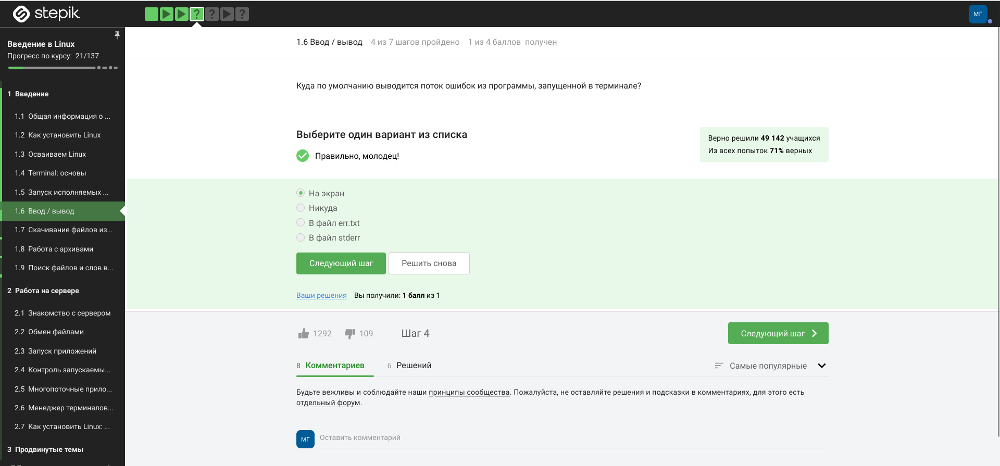 stepik
МГ
Введение в Linux
Прогресс по курсу: 21/137
1 Введение
1.1 Общая информация о ...
1.2 Как установить Linux
1.3 Осваиваем Linux
1.4 Terminal: основы
1.5 Запуск исполняемых ...
1.6 Ввод / вывод
1.7 Скачивание файлов из...
1.8 Работа с архивами
1.9 Поиск файлов и слов в...
2 Работа на сервере
2.1 Знакомство с сервером
2.2 Обмен файлами
2.3 Запуск приложений
2.4 Контроль запускаемы...
2.5 Многопоточные прило...
2.6 Менеджер терминалов...
2.7 Как установить Linux: ...
3 Продвинутые темы
1.6 Ввод / вывод 4 из 7 шагов пройдено 1 из 4 баллов получен
Куда по умолчанию выводится поток ошибок из программы, запущенной в терминале?
Выберите один вариант из списка
Правильно, молодец!
Верно решили 49 142 учащихся
Из всех попыток 71% верных
На экран
Никуда
В файл err.txt
В файл stderr
Следующий шаг Решить снова
Ваши решения Вы получили: 1 балл из 1
1292 109 Шаг 4 Следующий шаг
8 Комментариев 6 Решений Самые популярные
Будьте вежливы и соблюдайте наши принципы сообщества. Пожалуйста, не оставляйте решения и подсказки в комментариях, для этого есть
отдельный форум.
МГ Оставить комментарий